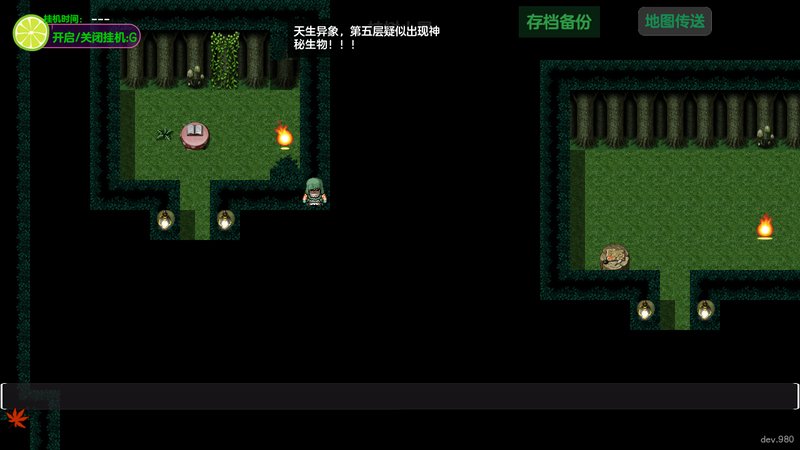 挂机时间： ---
开启/关闭挂机:G
天生异象，第五层疑似出现神
秘生物！！！
存档备份
地图传送
dev.980